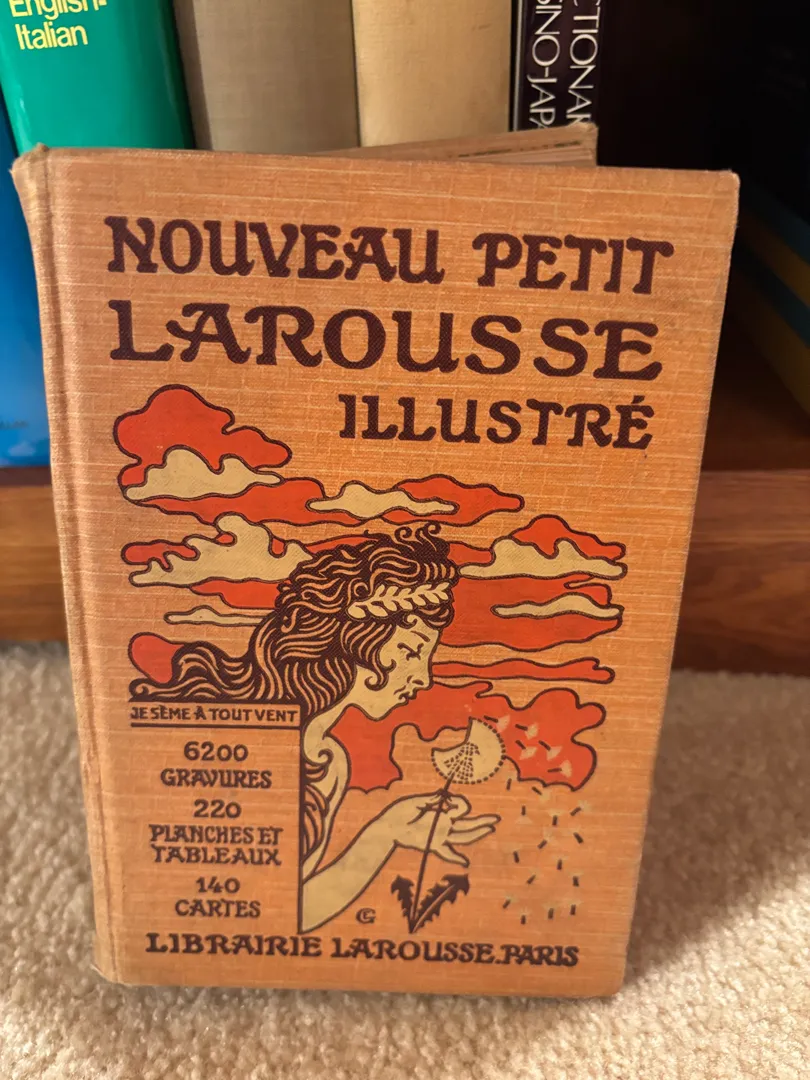 English-
Italian
SINO-JAPA
NOUVEAU PETIT
LAROUSSE
ILLUSTRÉ
JE SÈME À TOUT VENT
6200
GRAVURES
220
PLANCHES ET
TABLEAUX
140
CARTES
LIBRAIRIE LAROUSSE. PARIS